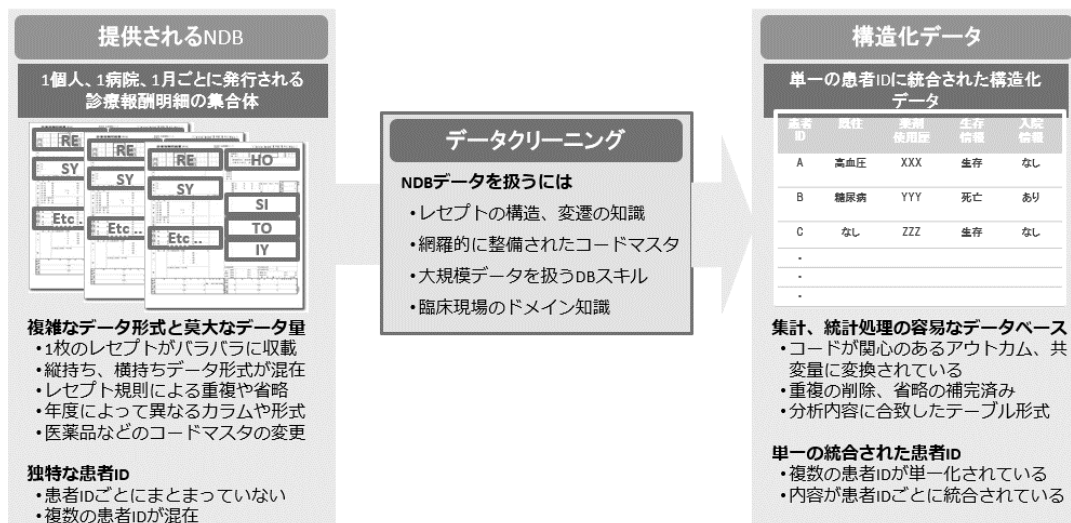 提供されるNDB
1個人、1病院、1月ごとに発行される
診療報酬明細の集合体
RE
SY
Etc..
RE
SY
Etc..
RE
SY
Etc..
HO
SI
TO
IY
複雑なデータ形式と莫大なデータ量
・1枚のレセプトがバラバラに収載
・縦持ち、横持ちデータ形式が混在
・レセプト規則による重複や省略
・年度によって異なるカラムや形式
・医薬品などのコードマスタの変更
独特な患者ID
・患者IDごとにまとまっていない
・複数の患者IDが混在
データクリーニング
NDBデータを扱うには
・レセプトの構造、変遷の知識
・網羅的に整備されたコードマスタ
・大規模データを扱うDBスキル
・臨床現場のドメイン知識
構造化データ
単一の患者IDに統合された構造化
データ
患者ID 既往 薬剤使用歴 生存情報 入院情報
A 高血圧 XXX 生存 なし
B 糖尿病 YYY 死亡 あり
C なし ZZZ 生存 なし
・
・
・
集計、統計処理の容易なデータベース
・コードが関心のあるアウトカム、共
変量に変換されている
・重複の削除、省略の補完済み
・分析内容に合致したテーブル形式
単一の統合された患者ID
・複数の患者IDが単一化されている
・内容が患者IDごとに統合されている